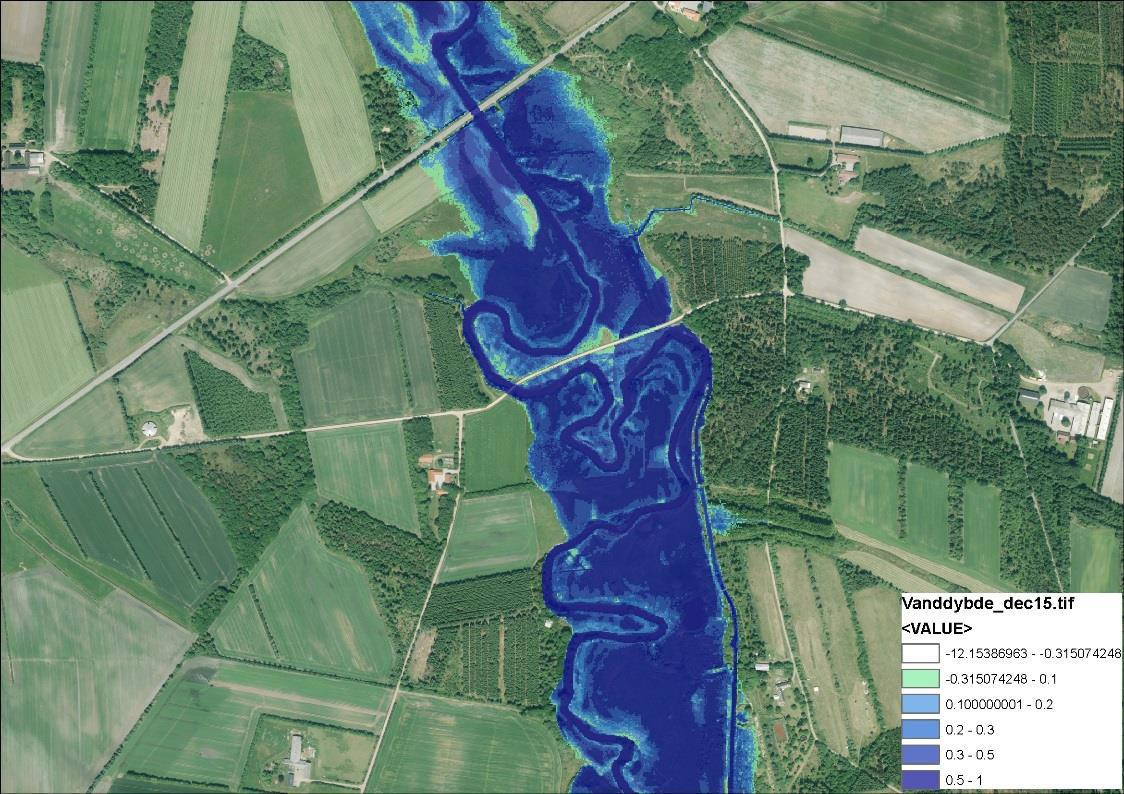 Vanddybde_dec15.tif
<VALUE>
-12.15386963 - -0.315074248
-0.315074248 - 0.1
0.100000001 - 0.2
0.2 - 0.3
0.3 - 0.5
0.5 - 1